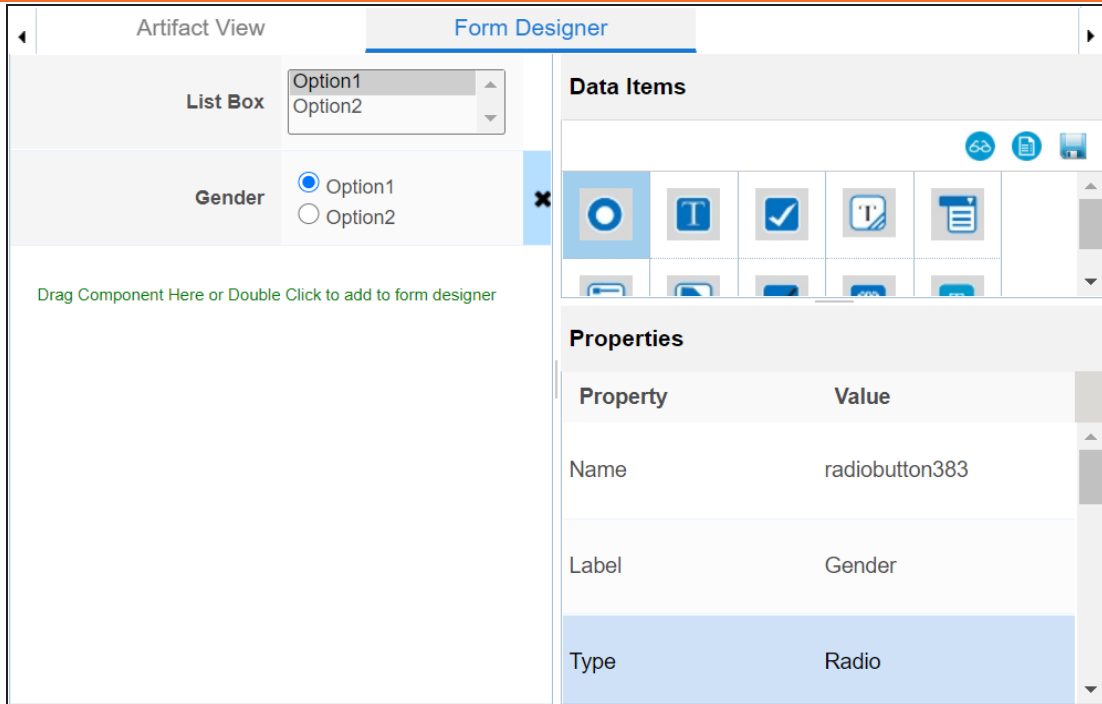 Artifact View
Form Designer
List Box
Option1
Option2
Gender
Option1
Option2
Drag Component Here or Double Click to add to form designer
Data Items
T
T
Properties
Property Value
Name radiobutton383
Label Gender
Type Radio